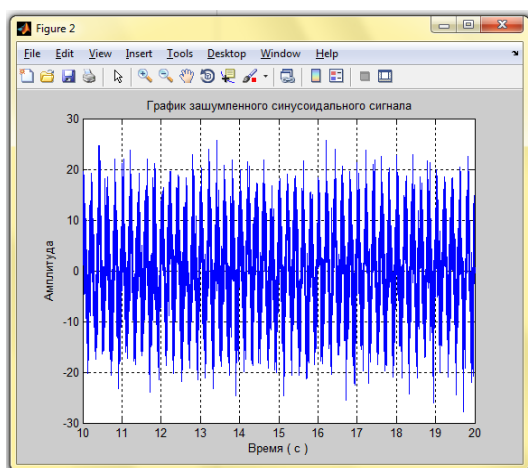 Figure 2
File Edit View Insert Tools Desktop Window Help
График зашумленного синусоидального сигнала
30
20
10
0
-10
-20
-30
Амплитуда
10 11 12 13 14 15 16 17 18 19 20
Время ( с )